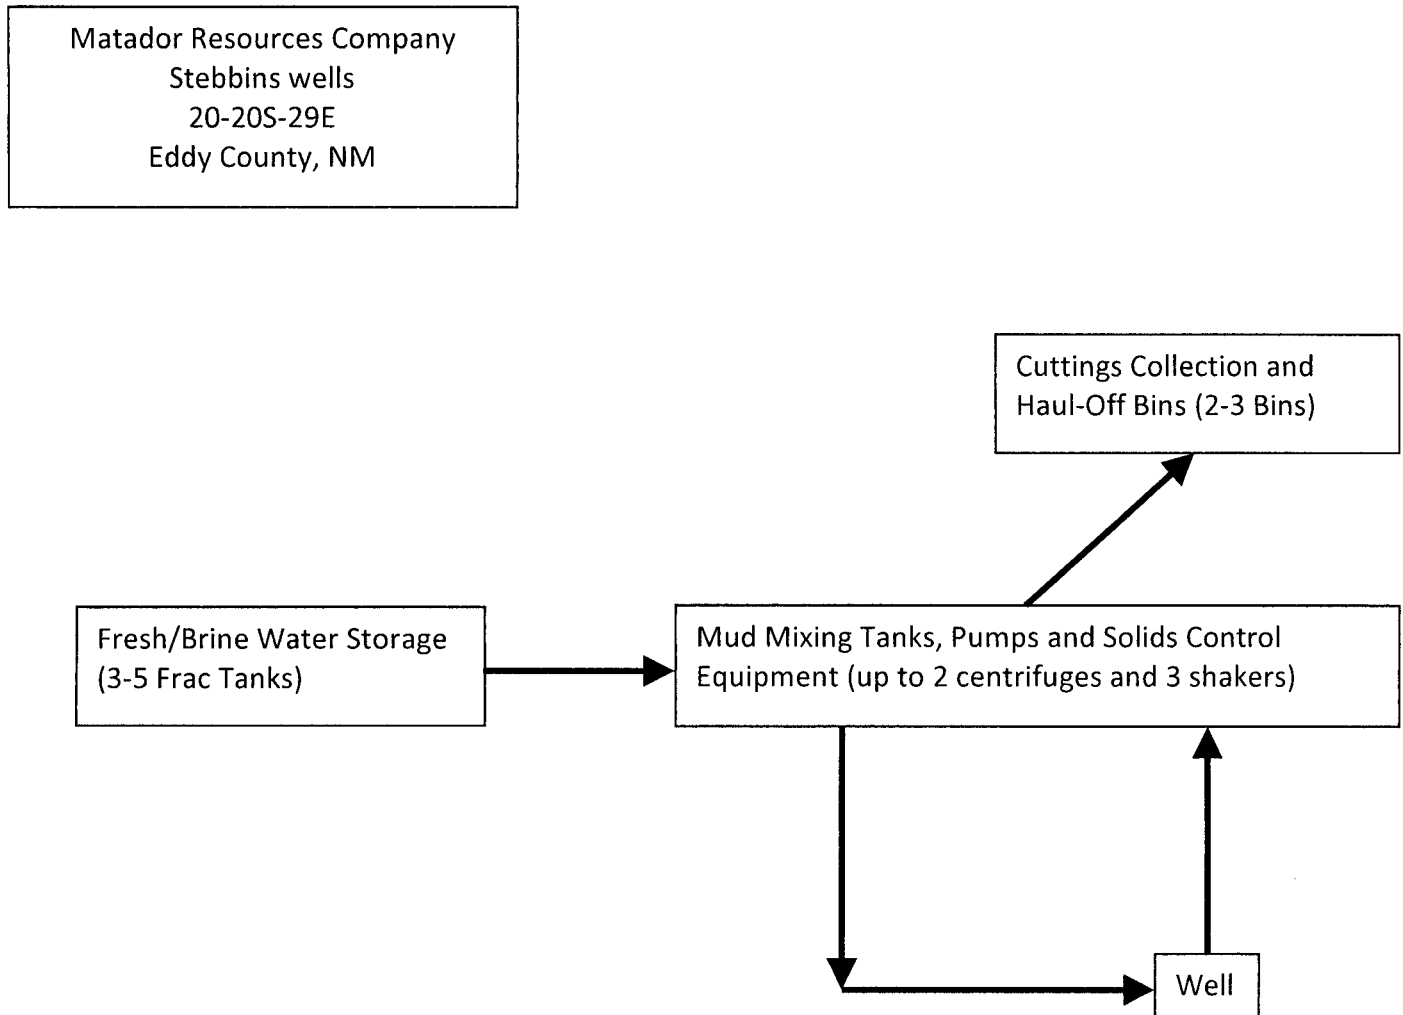 Matador Resources Company
Stebbins wells
20-20S-29E
Eddy County, NM
Cuttings Collection and
Haul-Off Bins (2-3 Bins)
Fresh/Brine Water Storage
(3-5 Frac Tanks)
Mud Mixing Tanks, Pumps and Solids Control
Equipment (up to 2 centrifuges and 3 shakers)
Well